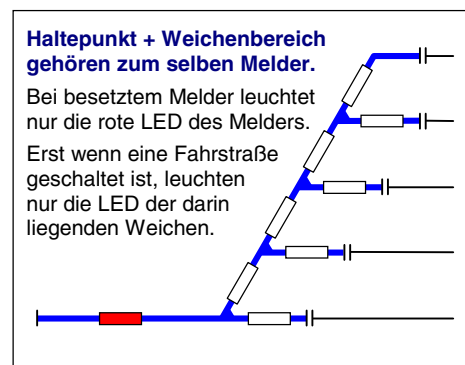 Haltepunkt + Weichenbereich
gehören zum selben Melder.
Bei besetztem Melder leuchtet
nur die rote LED des Melders.
Erst wenn eine Fahrstraße
geschaltet ist, leuchten
nur die LED der darin
liegenden Weichen.